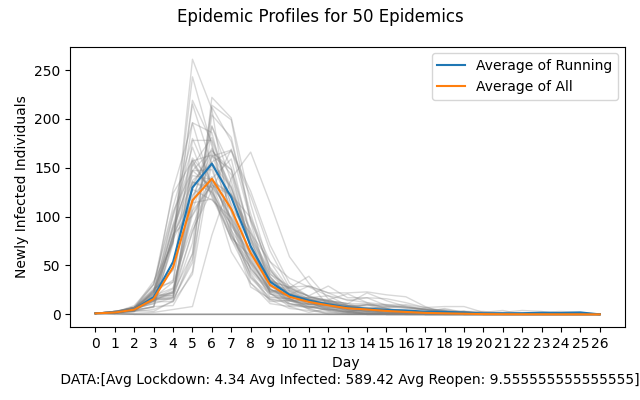 Epidemic Profiles for 50 Epidemics
Average of Running
Average of All
Newly Infected Individuals
250
200
150
100
50
0
0 1 2 3 4 5 6 7 8 9 10 11 12 13 14 15 16 17 18 19 20 21 22 23 24 25 26
Day
DATA:[Avg Lockdown: 4.34 Avg Infected: 589.42 Avg Reopen: 9.555555555555555]